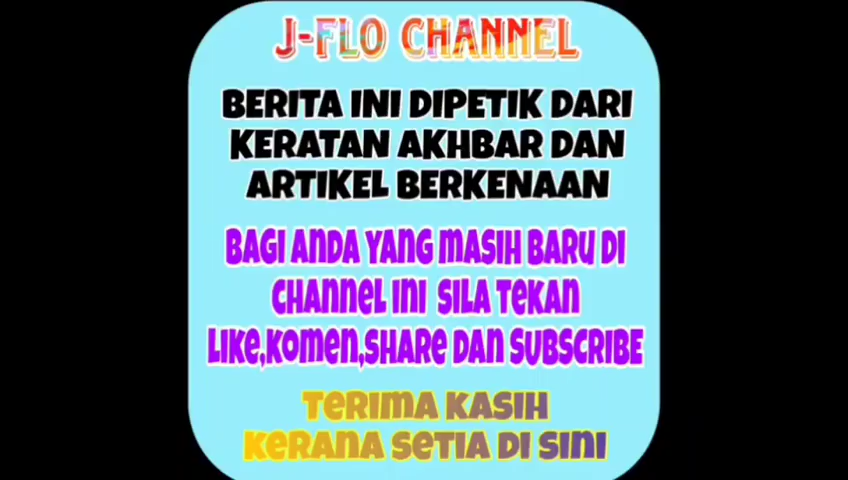 J-FLO CHANNEL
BERITA INI DIPETIK DARI
KERATAN AKHBAR DAN
ARTIKEL BERKENAAN
BAGI ANDA YANG MASIH BARU DI
CHANNEL INI SILA TEKAN
LIKE,KOMEN,SHARE DAN SUBSCRIBE
TERIMA KASIH
KERANA SETIA DI SINI